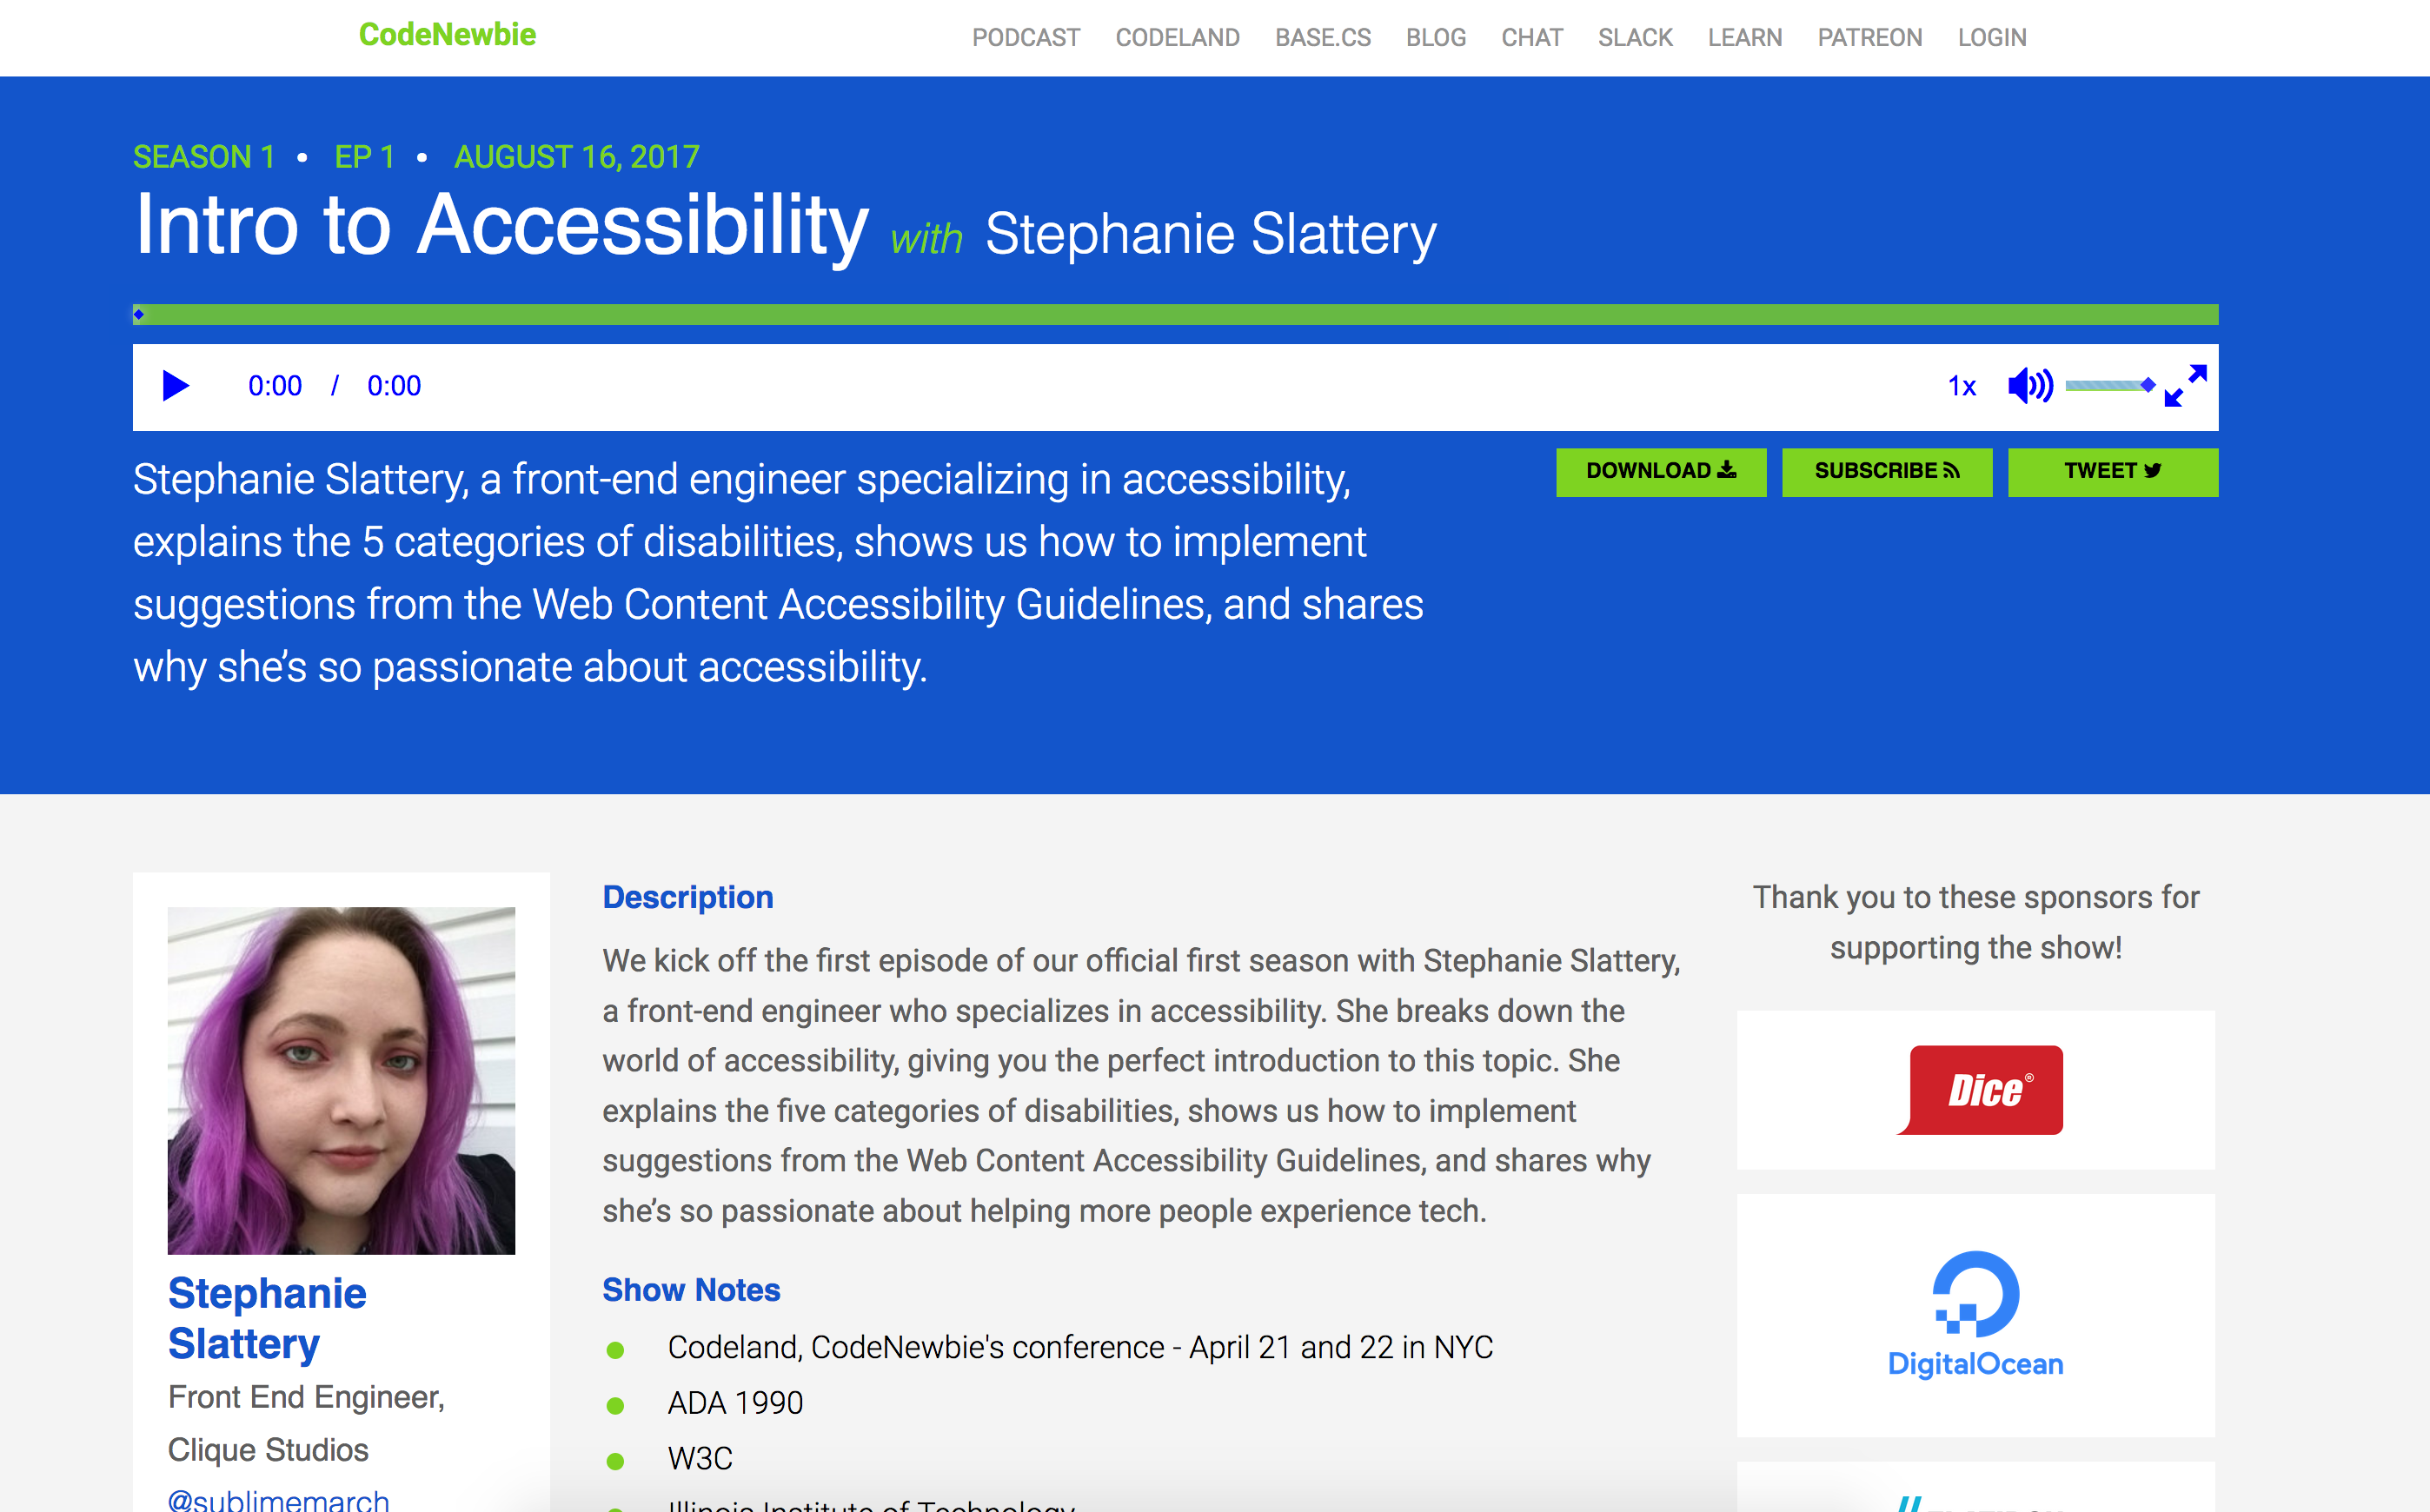 CodeNewbie
PODCAST CODELAND BASE.CS BLOG CHAT SLACK LEARN PATREON LOGIN
SEASON 1 • EP 1 • AUGUST 16, 2017
Intro to Accessibility with Stephanie Slattery
0:00 / 0:00
1x
DOWNLOAD SUBSCRIBE TWEET
Stephanie Slattery, a front-end engineer specializing in accessibility,
explains the 5 categories of disabilities, shows us how to implement
suggestions from the Web Content Accessibility Guidelines, and shares
why she’s so passionate about accessibility.
Stephanie
Slattery
Front End Engineer,
Clique Studios
@sublimemarch
Description
We kick off the first episode of our official first season with Stephanie Slattery,
a front-end engineer who specializes in accessibility. She breaks down the
world of accessibility, giving you the perfect introduction to this topic. She
explains the five categories of disabilities, shows us how to implement
suggestions from the Web Content Accessibility Guidelines, and shares why
she’s so passionate about helping more people experience tech.
Show Notes
Codeland, CodeNewbie's conference - April 21 and 22 in NYC
ADA 1990
W3C
Illinois Institute of Technology
Thank you to these sponsors for
supporting the show!
Dice®
DigitalOcean